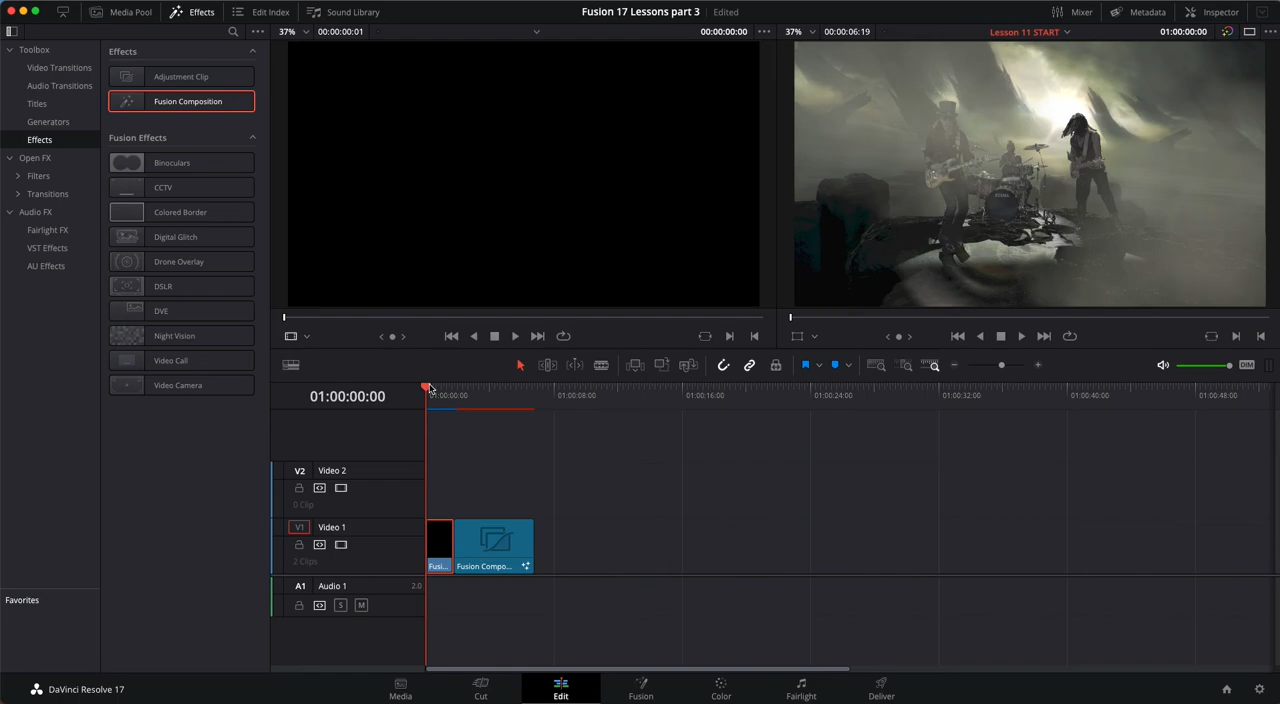 Media Pool
Effects
Edit Index
Sound Library
Fusion 17 Lessons part 3
Edited
Mixer
Metadata
Inspector
37%
00:00:00:01
00:00:00:00
37%
00:00:06:19
Lesson 11 START
01:00:00:00
Toolbox
Video Transitions
Audio Transitions
Titles
Generators
Effects
Open FX
Filters
Transitions
Audio FX
Fairlight FX
VST Effects
AU Effects
Favorites
Effects
Adjustment Clip
Fusion Composition
Fusion Effects
Binoculars
CCTV
Colored Border
Digital Glitch
Drone Overlay
DSLR
DVE
Night Vision
Video Call
Video Camera
DIM
01:00:00:00
01:00:00:00
01:00:08:00
01:00:16:00
01:00:24:00
01:00:32:00
01:00:40:00
01:00:48:00
V2
Video 2
0 Clip
V1
Video 1
2 Clips
Fusi...
Fusion Compo...
A1
Audio 1
2.0
S
M
DaVinci Resolve 17
Media
Cut
Edit
Fusion
Color
Fairlight
Deliver